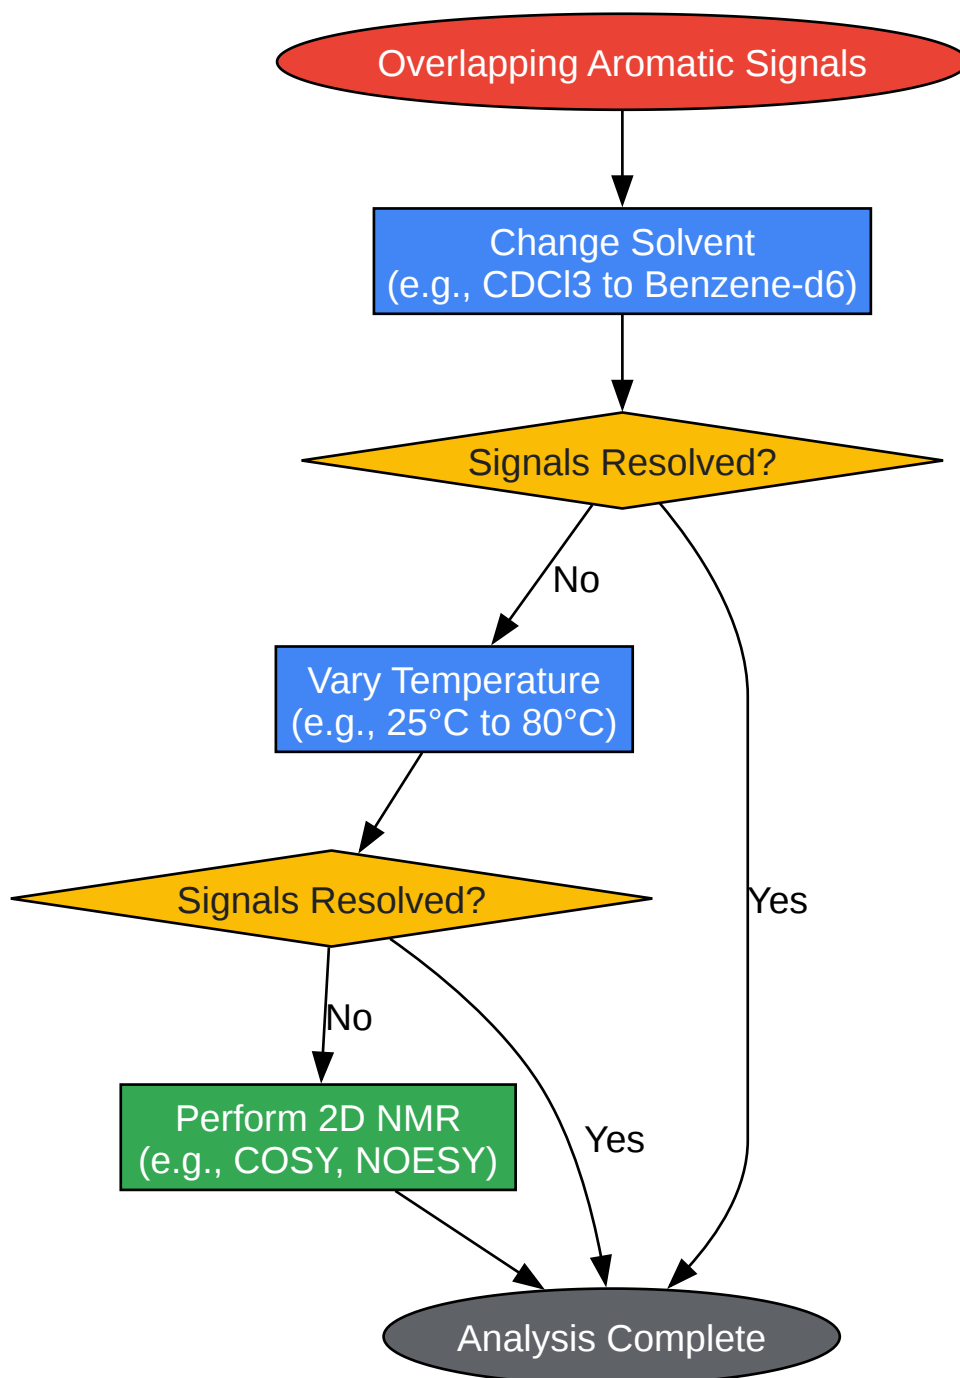 Overlapping Aromatic Signals
Change Solvent
(e.g., CDCl3 to Benzene-d6)
Signals Resolved?
No
Vary Temperature
(e.g., 25°C to 80°C)
Signals Resolved?
Yes
No
Perform 2D NMR
(e.g., COSY, NOESY)
Yes
Analysis Complete